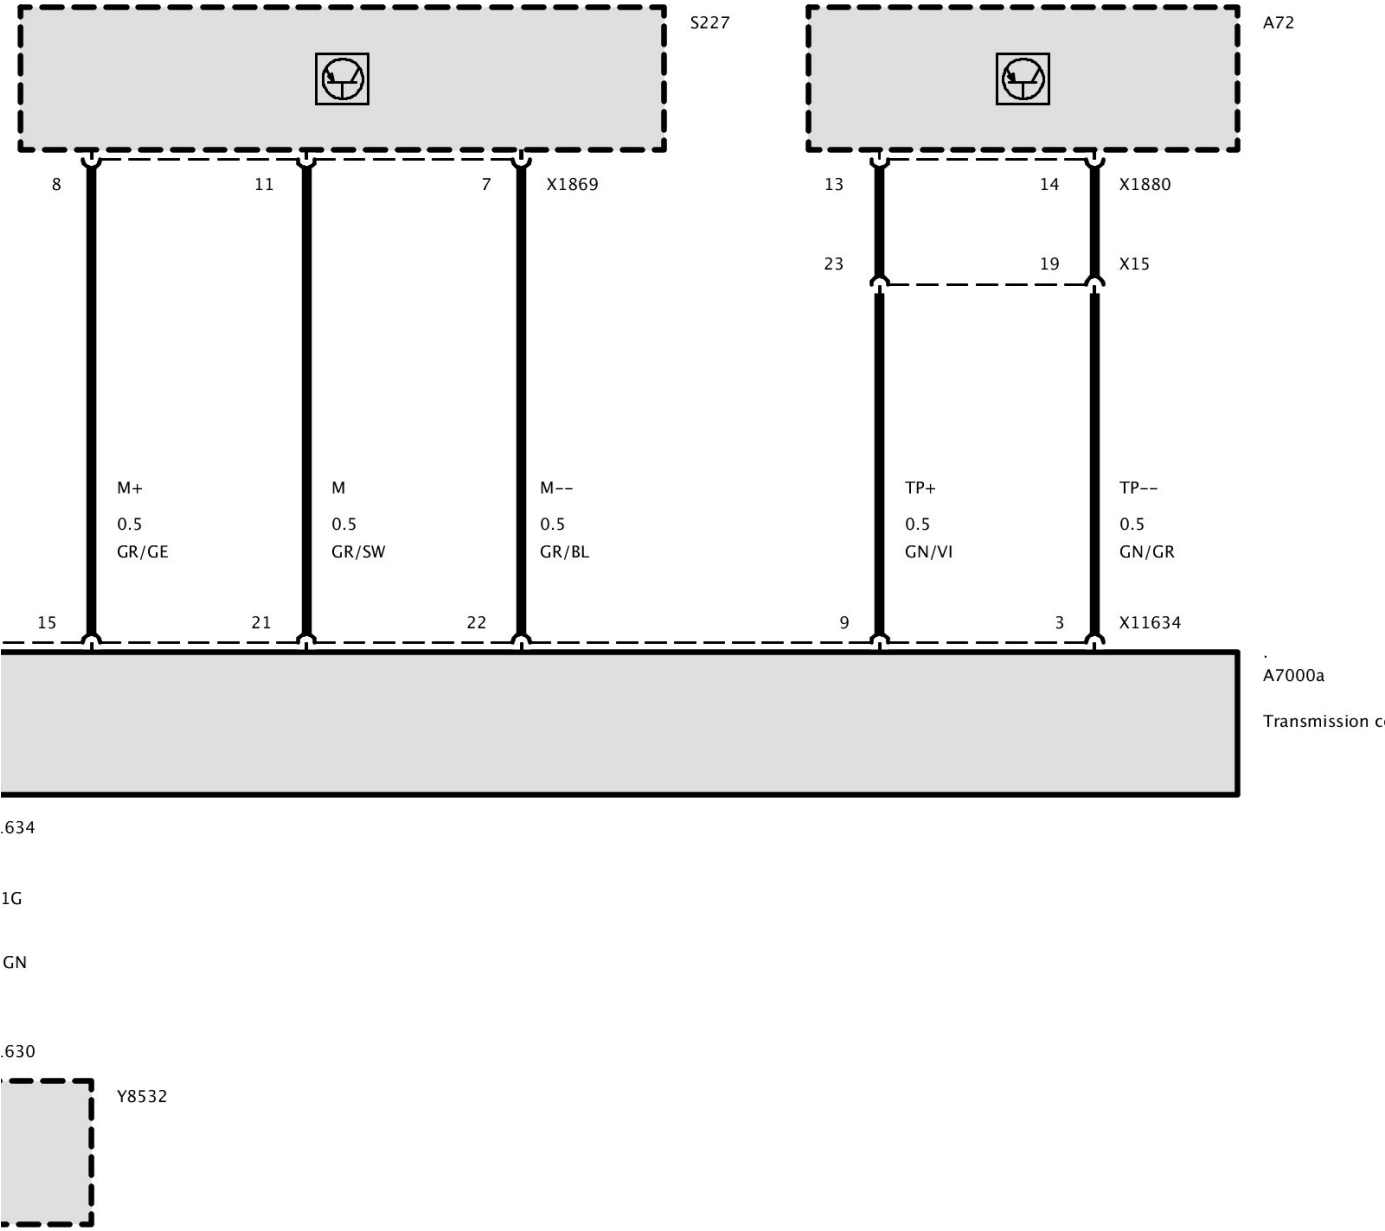 S227
A72
8
11
7
X1869
13
14
X1880
23
19
X15
M+
M
M--
TP+
TP--
0.5
0.5
0.5
0.5
0.5
GR/GE
GR/SW
GR/BL
GN/VI
GN/GR
15
21
22
9
3
X11634
.
A7000a
Transmission
.634
1G
GN
.630
Y8532